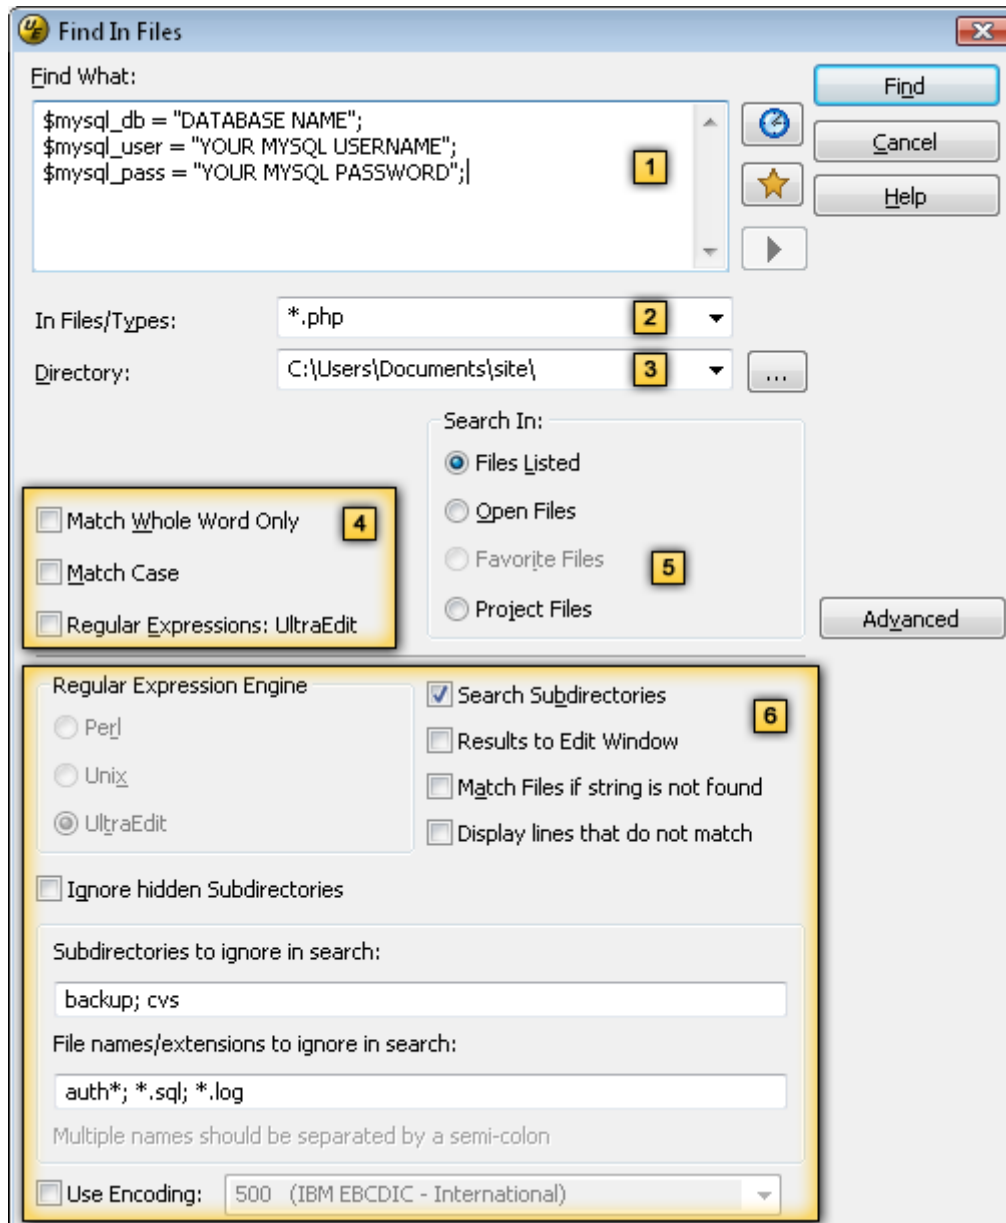 Find In Files
Find What:
Find
$mysql_db = "DATABASE NAME";
$mysql_user = "YOUR MYSQL USERNAME";
$mysql_pass = "YOUR MYSQL PASSWORD";
1
Cancel
Help
In Files/Types:
*.php
2
Directory:
C:\Users\Documents\site\
3
...
Search In:
Files Listed
Open Files
Favorite Files
Project Files
5
Match Whole Word Only
4
Match Case
Regular Expressions: UltraEdit
Advanced
Regular Expression Engine
Perl
Unix
UltraEdit
Search Subdirectories
6
Results to Edit Window
Match Files if string is not found
Display lines that do not match
Ignore hidden Subdirectories
Subdirectories to ignore in search:
backup; cvs
File names/extensions to ignore in search:
auth*; *.sql; *.log
Multiple names should be separated by a semi-colon
Use Encoding:
500 (IBM EBCDIC - International)